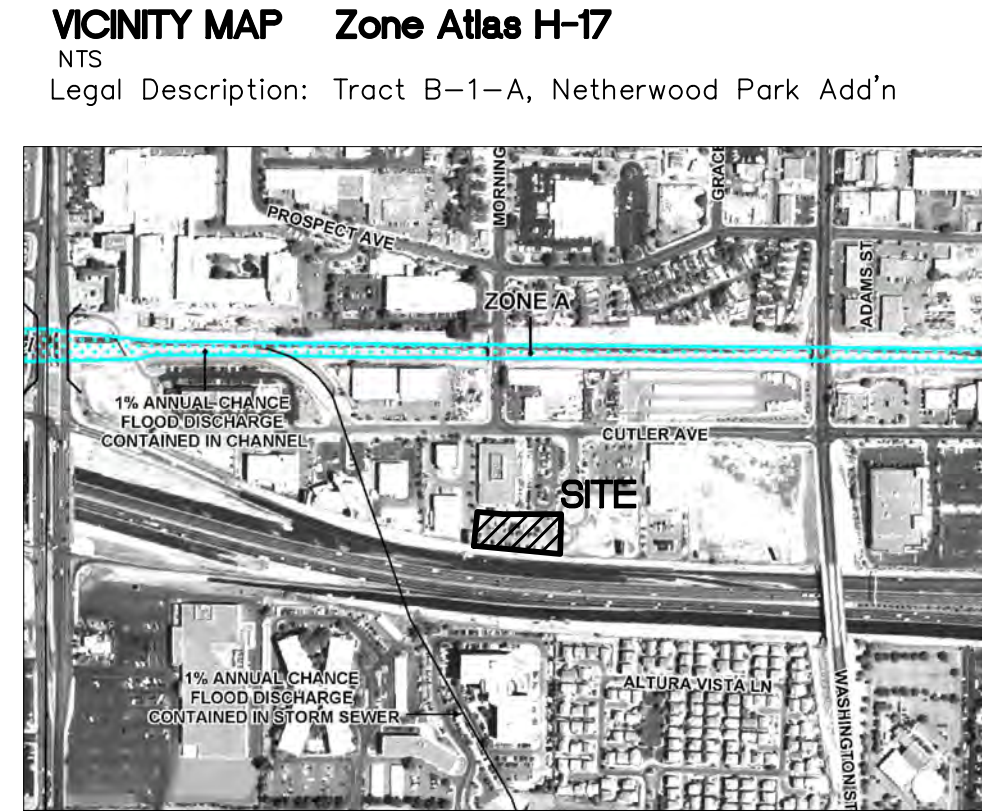 VICINITY MAP Zone Atlas H-17
NTS
Legal Description: Tract B-1-A, Netherwood Park Add'n
MORNING
GRACE
PROSPECT AVE
ADAMS ST
ZONE A
1% ANNUAL CHANCE
FLOOD DISCHARGE
CONTAINED IN CHANNEL
CUTLER AVE
SITE
1% ANNUAL CHANCE
FLOOD DISCHARGE
CONTAINED IN STORM SEWER
ALTURA VISTA LN
WASHINGTON ST